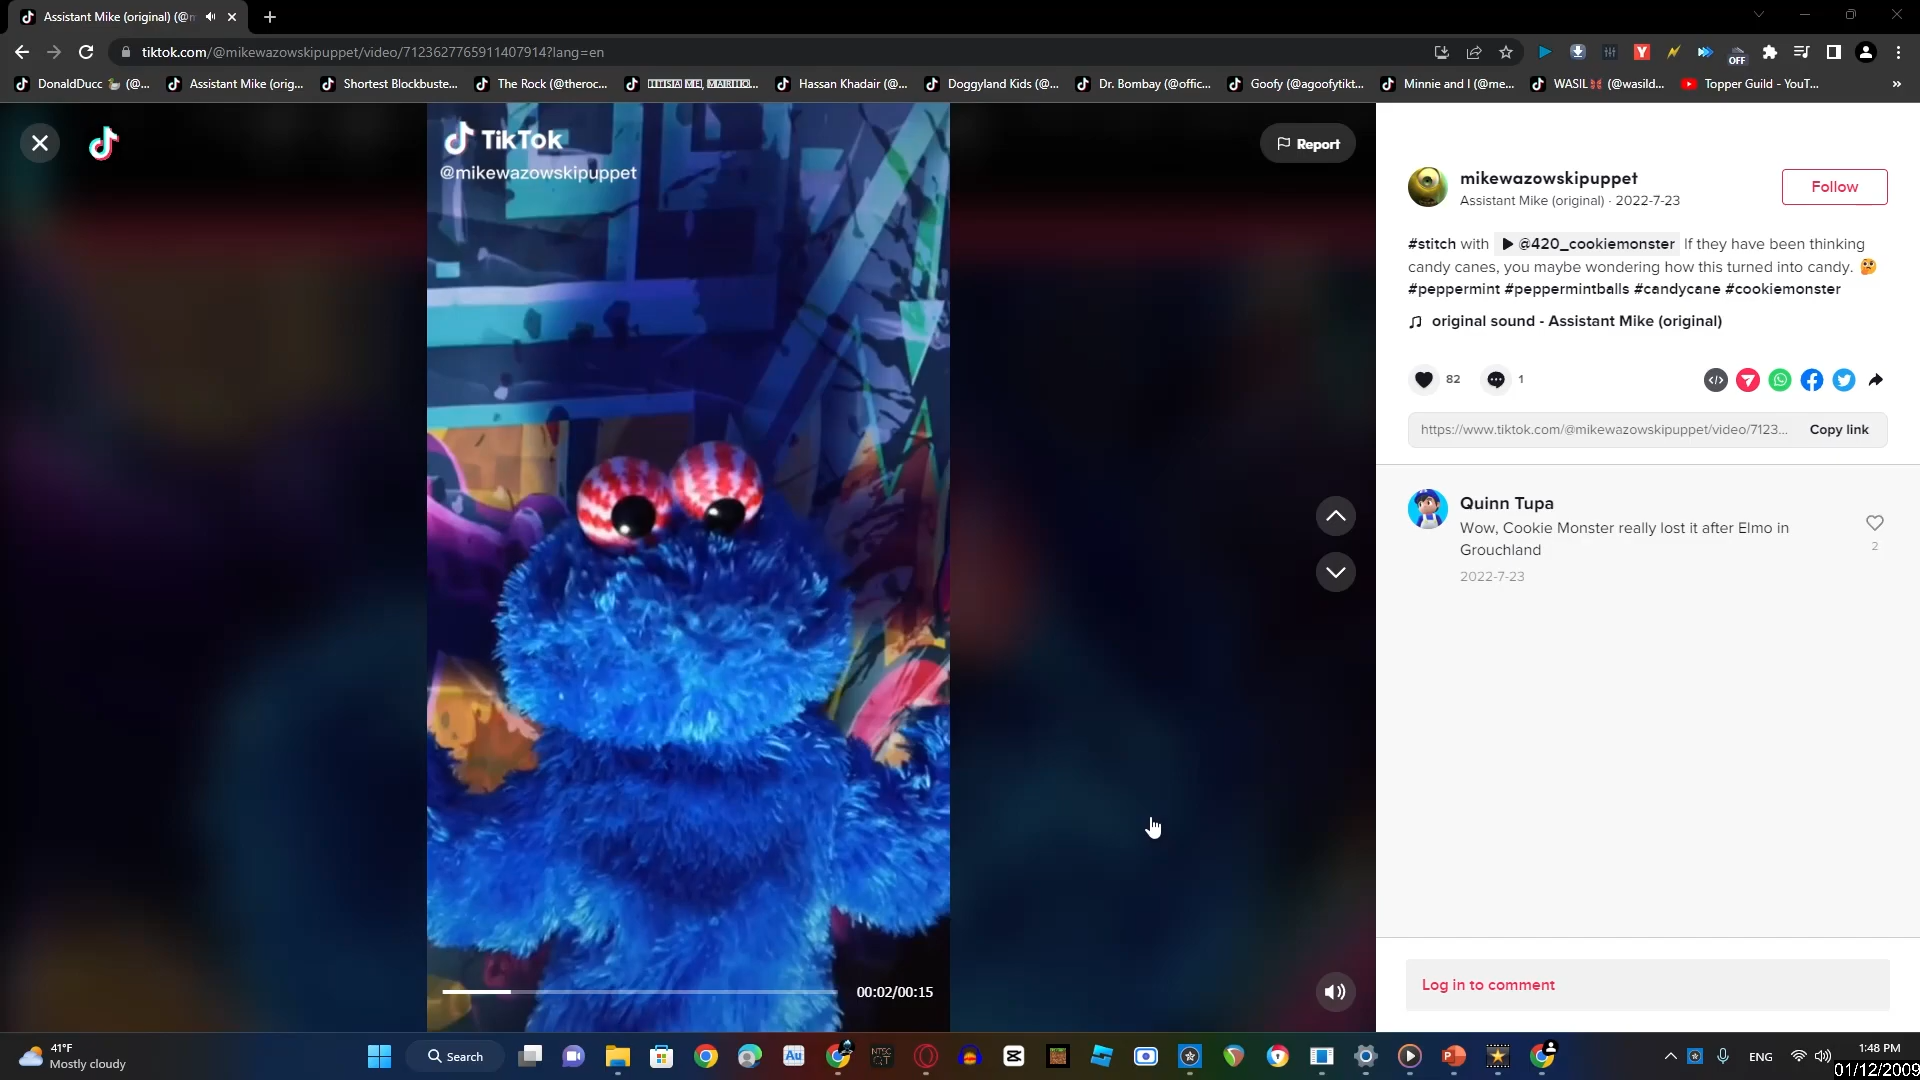 Assistant Mike (original) (@n
tiktok.com/@mikewazowskipuppet/video/7123627765911407914?lang=en
OFF
DonaldDucc 🦆 (@...
Assistant Mike (orig...
Shortest Blockbuste...
The Rock (@theroc...
Hassan Khadair (@...
Doggyland Kids (@...
Dr. Bombay (@offic...
Goofy (@agoofytikt...
Minnie and I (@me...
WASIL (@wasild...
Topper Guild - YouT...
TikTok
@mikewazowskipuppet
Report
mikewazowskipuppet
Assistant Mike (original) · 2022-7-23
Follow
#stitch with ▶ @420_cookiemonster If they have been thinking
candy canes, you maybe wondering how this turned into candy. 🤔
#peppermint #peppermintballs #candycane #cookiemonster
original sound - Assistant Mike (original)
82
1
https://www.tiktok.com/@mikewazowskipuppet/video/7123...
Copy link
Quinn Tupa
Wow, Cookie Monster really lost it after Elmo in
Grouchland
2022-7-23
2
00:02/00:15
Log in to comment
41°F
Mostly cloudy
Search
Au
NTSC
QT
ENG
1:48 PM
01/12/2009